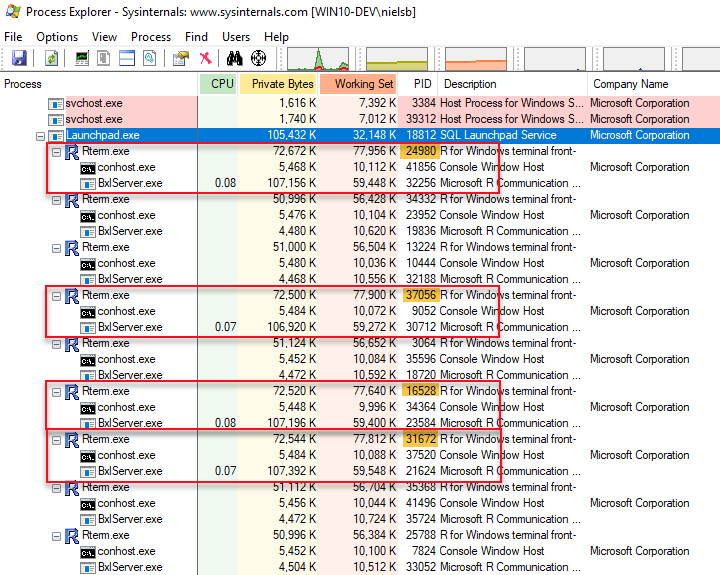 Process Explorer - Sysinternals: www.sysinternals.com [WIN10-DEV\nielsb]
File Options View Process Find Users Help
Process CPU Private Bytes Working Set PID Description Company Name
svchost.exe 1,616 K 7,392 K 3384 Host Process for Windows S... Microsoft Corporation
svchost.exe 1,740 K 7,012 K 39312 Host Process for Windows S... Microsoft Corporation
Launchpad.exe 105,432 K 32,148 K 18812 SQL Launchpad Service Microsoft Corporation
Rterm.exe 72,672 K 77,956 K 24980 R for Windows terminal front-
conhost.exe 5,468 K 10,112 K 41856 Console Window Host Microsoft Corporation
BxlServer.exe 0.08 107,156 K 59,448 K 32256 Microsoft R Communication ...
Rterm.exe 50,996 K 56,428 K 34332 R for Windows terminal front-
conhost.exe 5,476 K 10,104 K 23952 Console Window Host Microsoft Corporation
BxlServer.exe 4,480 K 10,620 K 19836 Microsoft R Communication ...
Rterm.exe 51,000 K 56,504 K 13224 R for Windows terminal front-
conhost.exe 5,480 K 10,036 K 10444 Console Window Host Microsoft Corporation
BxlServer.exe 4,468 K 10,556 K 32188 Microsoft R Communication ...
Rterm.exe 72,500 K 77,900 K 37056 R for Windows terminal front-
conhost.exe 5,484 K 10,072 K 9052 Console Window Host Microsoft Corporation
BxlServer.exe 0.07 106,920 K 59,272 K 30712 Microsoft R Communication ...
Rterm.exe 51,124 K 56,652 K 3064 R for Windows terminal front-
conhost.exe 5,452 K 10,084 K 35596 Console Window Host Microsoft Corporation
BxlServer.exe 4,472 K 10,592 K 18720 Microsoft R Communication ...
Rterm.exe 72,520 K 77,640 K 16528 R for Windows terminal front-
conhost.exe 5,448 K 9,996 K 34364 Console Window Host Microsoft Corporation
BxlServer.exe 0.08 107,196 K 59,400 K 23584 Microsoft R Communication ...
Rterm.exe 72,544 K 77,812 K 31672 R for Windows terminal front-
conhost.exe 5,484 K 10,088 K 37520 Console Window Host Microsoft Corporation
BxlServer.exe 0.07 107,392 K 59,548 K 21624 Microsoft R Communication ...
Rterm.exe 51,112 K 56,704 K 35368 R for Windows terminal front-
conhost.exe 5,456 K 10,044 K 41496 Console Window Host Microsoft Corporation
BxlServer.exe 4,472 K 10,724 K 35724 Microsoft R Communication ...
Rterm.exe 50,996 K 56,384 K 25788 R for Windows terminal front-
conhost.exe 5,452 K 10,100 K 7824 Console Window Host Microsoft Corporation
BxlServer.exe 4,504 K 10,512 K 33052 Microsoft R Communication ...